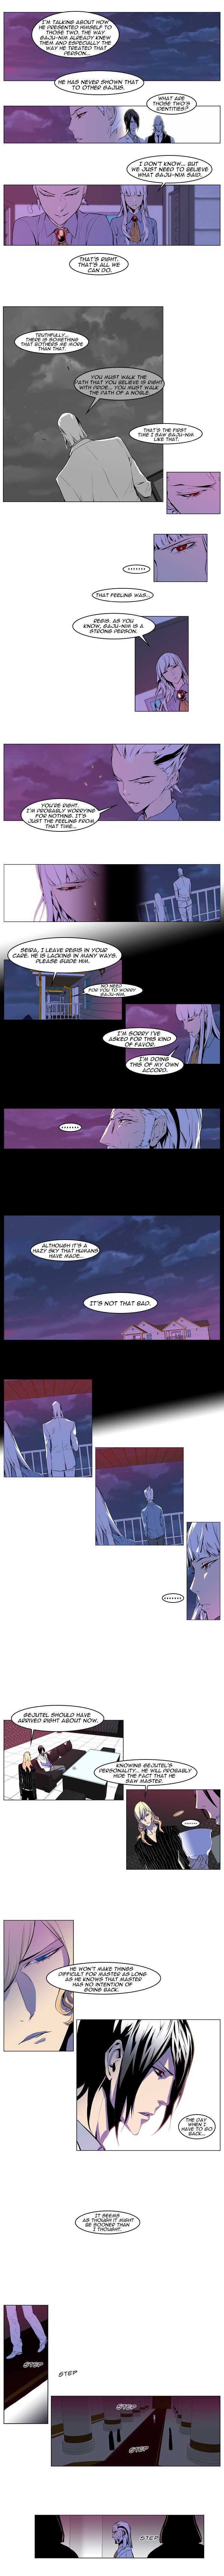 I'M TALKING ABOUT HOW
HE PRESENTED HIMSELF TO
THOSE TWO. THE WAY
GAJU-NIM ALREADY KNEW
THEM AND ESPECIALLY THE
WAY HE TREATED THAT
PERSON...
HE HAS NEVER SHOWN THAT
TO OTHER GAJUS.
WHAT ARE
THOSE TWO'S
IDENTITIES?
I DON'T KNOW... BUT
WE JUST NEED TO BELIEVE
WHAT GAJU-NIM SAID.
THAT'S RIGHT.
THAT'S ALL WE
CAN DO.
TRUTHFULLY...
THERE IS SOMETHING
THAT BOTHERS ME MORE
THAN THAT.
YOU MUST WALK THE
PATH THAT YOU BELIEVE IS RIGHT
WITH PRIDE... YOU MUST WALK
THE PATH OF A NOBLE.
THAT'S THE FIRST
TIME I SAW GAJU-NIM
LIKE THAT.
.......
THAT FEELING WAS...
REGIS. AS YOU
KNOW, GAJU-NIM IS A
STRONG PERSON.
YOU'RE RIGHT.
I'M PROBABLY WORRYING
FOR NOTHING. IT'S
JUST THE FEELING FROM
THAT TIME...
SEIRA, I LEAVE REGIS IN YOUR
CARE. HE IS LACKING IN MANY WAYS.
PLEASE GUIDE HIM.
NO NEED
FOR YOU TO WORRY
GAJU-NIM.
I'M SORRY I'VE
ASKED FOR THIS KIND
OF FAVOR.
I'M DOING
THIS OF MY OWN
ACCORD.
.......
ALTHOUGH IT'S A
HAZY SKY THAT HUMANS
HAVE MADE...
IT'S NOT THAT BAD.
.......
GEJUTEL SHOULD HAVE
ARRIVED RIGHT ABOUT NOW.
KNOWING GEJUTEL'S
PERSONALITY... HE WILL PROBABLY
HIDE THE FACT THAT HE
SAW MASTER.
......
HE WON'T MAKE THINGS
DIFFICULT FOR MASTER AS LONG
AS HE KNOWS THAT MASTER
HAS NO INTENTION OF
GOING BACK.
THE DAY
WHEN I
HAVE TO GO
BACK...
IT SEEMS
AS THOUGH IT MIGHT
BE SOONER THAN
I THOUGHT.
STEP
STEP
STEP
STEP
STEP